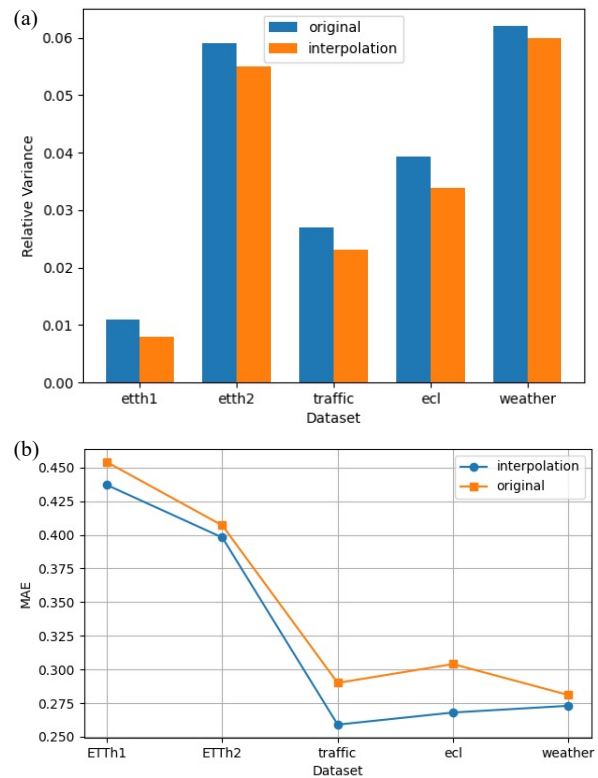 (a)
original
interpolation
0.06
0.05
0.04
0.03
0.02
0.01
0.00
Relative Variance
etth1 etth2 traffic ecl weather
Dataset
(b)
interpolation
original
0.450
0.425
0.400
0.375
0.350
0.325
0.300
0.275
0.250
MAE
ETTh1 ETTh2 traffic ecl weather
Dataset